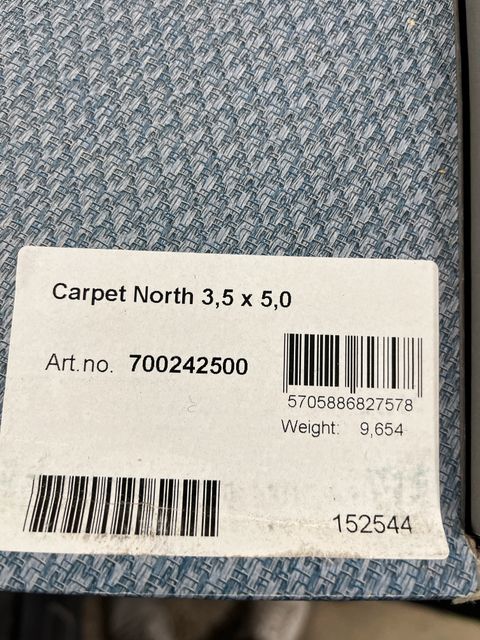 Carpet North 3,5 x 5,0
Art.no. 700242500
5705886827578
Weight: 9,654
152544